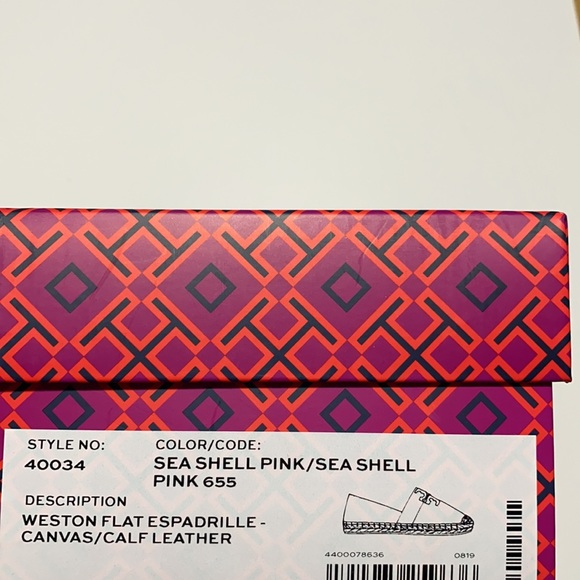 STYLE NO:
40034
COLOR/CODE:
SEA SHELL PINK/SEA SHELL
PINK 655
DESCRIPTION
WESTON FLAT ESPADRILLE -
CANVAS/CALF LEATHER
4400078636 0819